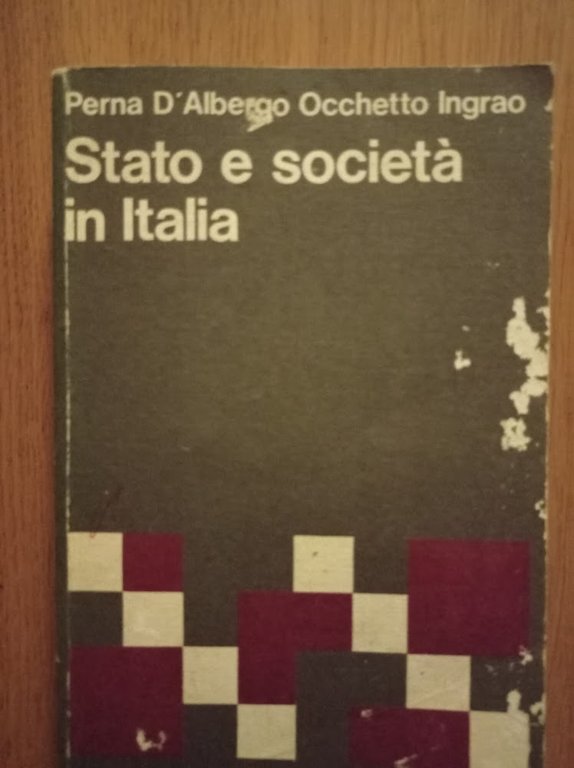 Perna D'Albergo Occhetto Ingrao
Stato e società
in Italia